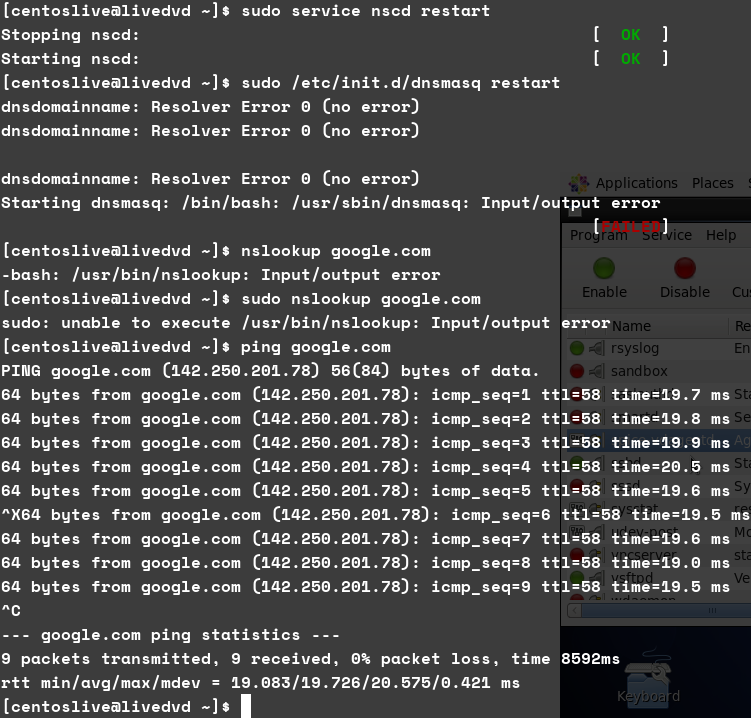 [centoslive@livedvd ~]$ sudo service nscd restart
Stopping nscd: [ OK ]
Starting nscd: [ OK ]
[centoslive@livedvd ~]$ sudo /etc/init.d/dnsmasq restart
dnsdomainname: Resolver Error 0 (no error)
dnsdomainname: Resolver Error 0 (no error)
dnsdomainname: Resolver Error 0 (no error)
Starting dnsmasq: /bin/bash: /usr/sbin/dnsmasq: Input/output error
[FAILED]
[centoslive@livedvd ~]$ nslookup google.com
-bash: /usr/bin/nslookup: Input/output error
[centoslive@livedvd ~]$ sudo nslookup google.com
sudo: unable to execute /usr/bin/nslookup: Input/output error
[centoslive@livedvd ~]$ ping google.com
PING google.com (142.250.201.78) 56(84) bytes of data.
64 bytes from google.com (142.250.201.78): icmp_seq=1 ttl=58 time=19.7 ms
64 bytes from google.com (142.250.201.78): icmp_seq=2 ttl=58 time=19.8 ms
64 bytes from google.com (142.250.201.78): icmp_seq=3 ttl=58 time=19.9 ms
64 bytes from google.com (142.250.201.78): icmp_seq=4 ttl=58 time=20.5 ms
64 bytes from google.com (142.250.201.78): icmp_seq=5 ttl=58 time=19.6 ms
^X64 bytes from google.com (142.250.201.78): icmp_seq=6 ttl=58 time=19.5 ms
64 bytes from google.com (142.250.201.78): icmp_seq=7 ttl=58 time=19.6 ms
64 bytes from google.com (142.250.201.78): icmp_seq=8 ttl=58 time=19.0 ms
64 bytes from google.com (142.250.201.78): icmp_seq=9 ttl=58 time=19.5 ms
^C
--- google.com ping statistics ---
9 packets transmitted, 9 received, 0% packet loss, time 8592ms
rtt min/avg/max/mdev = 19.083/19.726/20.575/0.421 ms
[centoslive@livedvd ~]$
Applications Places
Program Service Help
Enable Disable
Name Re
rsyslog En
sandbox
udev-post Mo
vncserver sta
vsftpd Ve
wdaemon
Keyboard